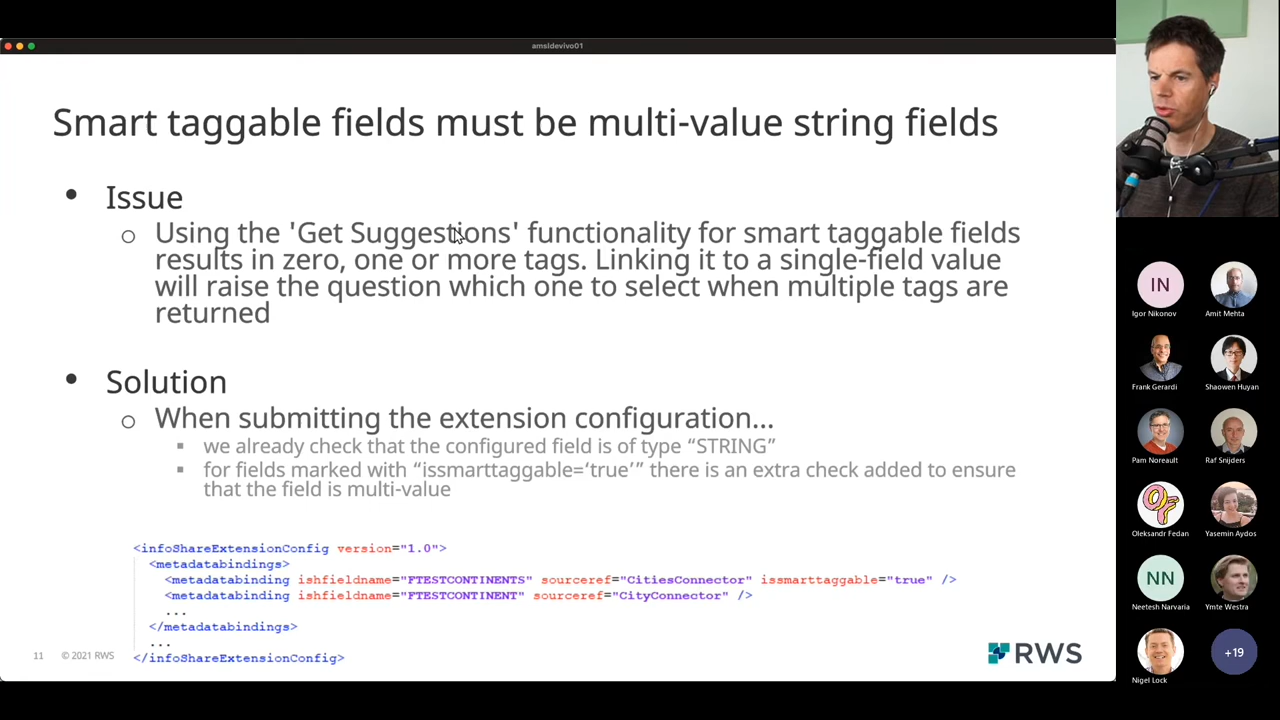 amsldevivo01
Smart taggable fields must be multi-value string fields
• Issue
o Using the 'Get Suggestions' functionality for smart taggable fields
results in zero, one or more tags. Linking it to a single-field value
will raise the question which one to select when multiple tags are
returned
• Solution
o When submitting the extension configuration...
▪ we already check that the configured field is of type “STRING”
▪ for fields marked with “issmarttaggable=‘true’” there is an extra check added to ensure
that the field is multi-value
<infoShareExtensionConfig version="1.0">
<metadatabindings>
<metadatabinding ishfieldname="FTESTCONTINENTS" sourceref="CitiesConnector" issmarttaggable="true" />
<metadatabinding ishfieldname="FTESTCONTINENT" sourceref="CityConnector" />
...
</metadatabindings>
...
</infoShareExtensionConfig>
11 © 2021 RWS
RWS
IN
Igor Nikonov Amit Mehta
Frank Gerardi Shaowen Huyan
Pam Noreault Raf Snijders
OF
Oleksandr Fedan Yasemin Aydos
NN
Neetesh Narvaria Ymte Westra
+19
Nigel Lock